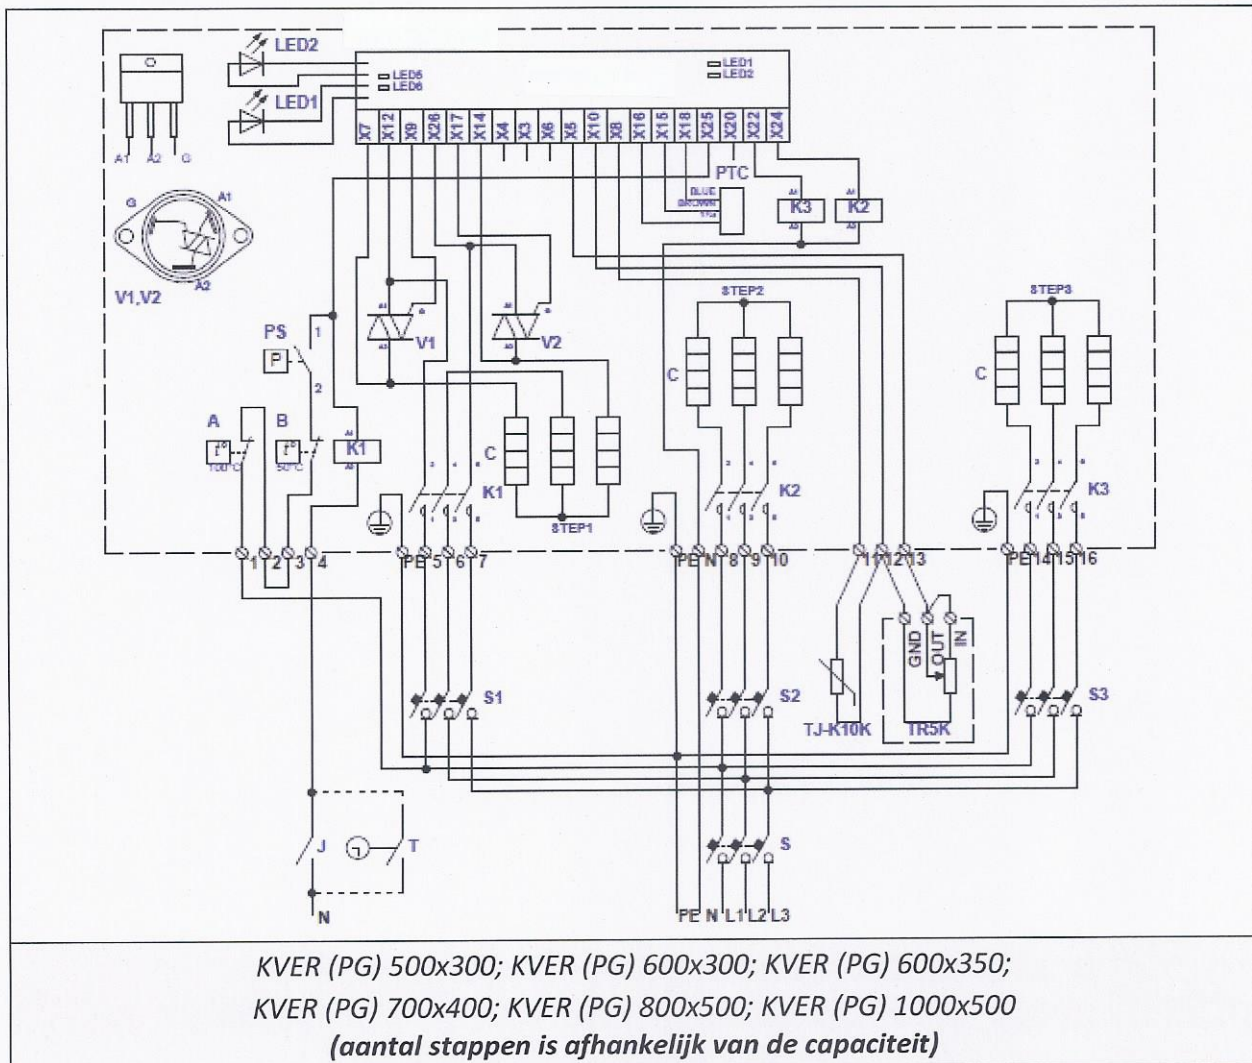 LED2
LED5
LED6
LED1
LED2
LED1
X7 X12 X9 X26 X17 X14 X4 X3 X6 X5 X10 X8 X16 X15 X18 X25 X20 X22 X24
A1 A2 G
PTC
BLUE
BROWN
K3 K2
G A1
A2
V1,V2
STEP2 STEP3
PS 1
P
2
V1 V2
C C
A B
t° t° K1
100°C 50°C
C
K1 K2 K3
STEP1
1 2 3 4 PE 5 6 7 PE N 8 9 10 11 12 13 PE 14 15 16
GND OUT IN
S1 S2 S3
TJ-K10K TR5K
J T S
N
PE N L1 L2 L3
KVER (PG) 500x300; KVER (PG) 600x300; KVER (PG) 600x350;
KVER (PG) 700x400; KVER (PG) 800x500; KVER (PG) 1000x500
(aantal stappen is afhankelijk van de capaciteit)